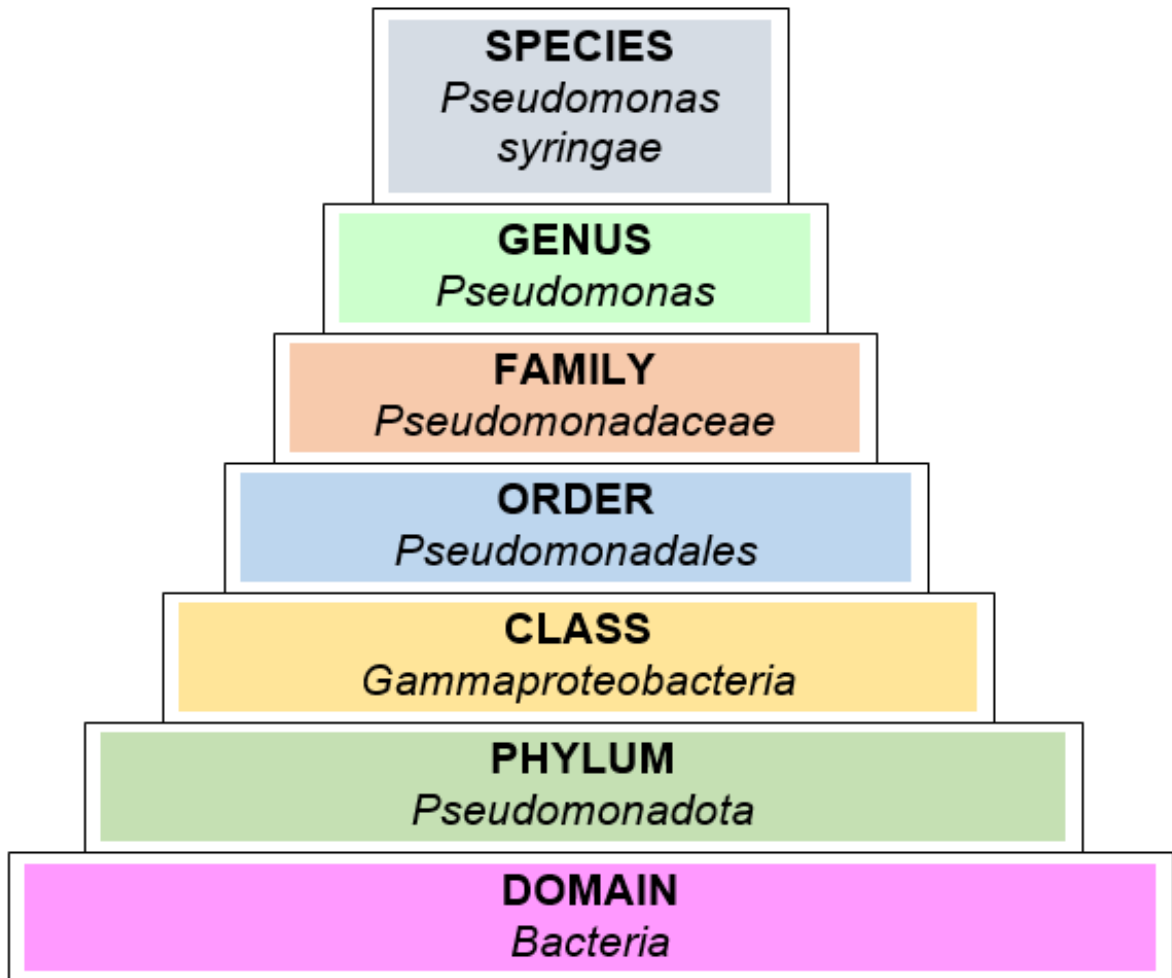 SPECIES
Pseudomonas
syringae
GENUS
Pseudomonas
FAMILY
Pseudomonadaceae
ORDER
Pseudomonadales
CLASS
Gammaproteobacteria
PHYLUM
Pseudomonadota
DOMAIN
Bacteria